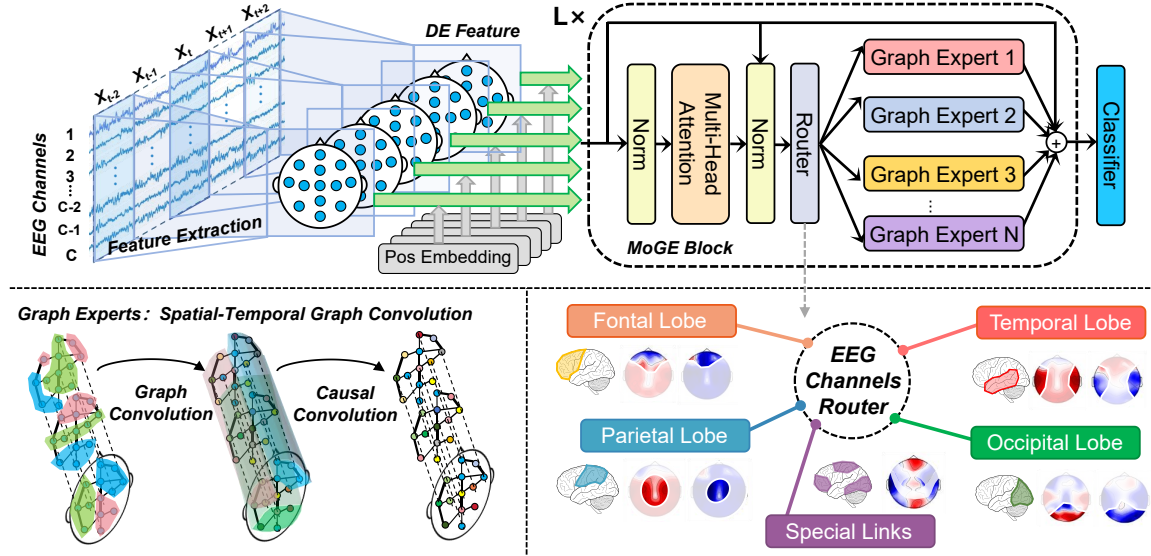 X_{t-2}
X_{t-1}
X_t
X_{t+1}
X_{t+2}
EEG Channels
1
2
3
C-2
C-1
C
Feature Extraction
DE Feature
Pos Embedding
L×
Norm
Multi-Head
Attention
Norm
Router
Graph Expert 1
Graph Expert 2
Graph Expert 3
Graph Expert N
+
Classifier
MoGE Block
Graph Experts: Spatial-Temporal Graph Convolution
Graph
Convolution
Causal
Convolution
Fontal Lobe
Temporal Lobe
EEG
Channels
Router
Parietal Lobe
Occipital Lobe
Special Links